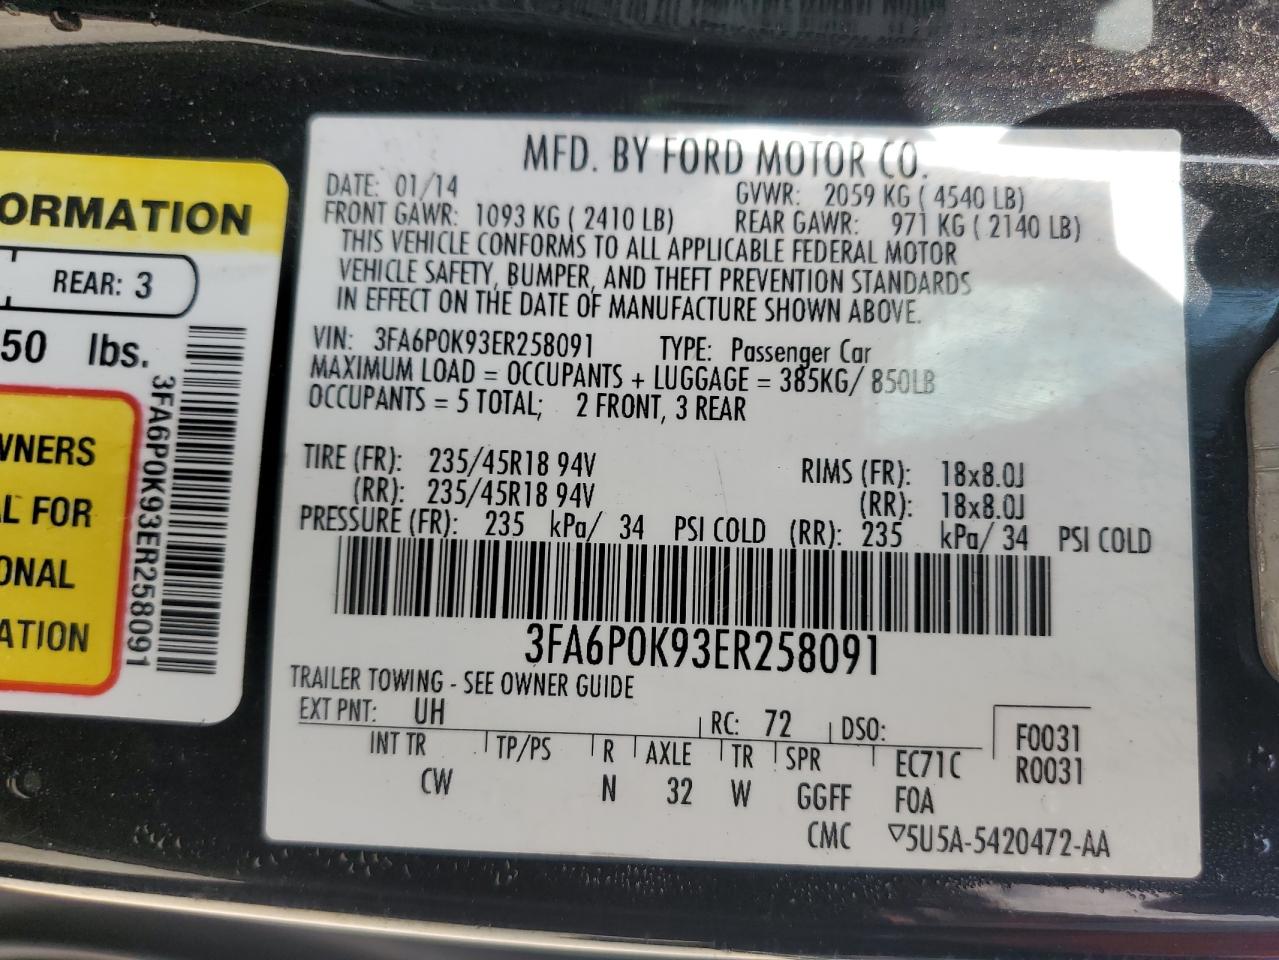 ORMATION
REAR: 3
50 lbs.
WNERS
L FOR
ONAL
ATION
3FA6P0K93ER258091
MFD. BY FORD MOTOR CO.
DATE: 01/14 GVWR: 2059 KG ( 4540 LB)
FRONT GAWR: 1093 KG ( 2410 LB) REAR GAWR: 971 KG ( 2140 LB)
THIS VEHICLE CONFORMS TO ALL APPLICABLE FEDERAL MOTOR
VEHICLE SAFETY, BUMPER, AND THEFT PREVENTION STANDARDS
IN EFFECT ON THE DATE OF MANUFACTURE SHOWN ABOVE.
VIN: 3FA6P0K93ER258091 TYPE: Passenger Car
MAXIMUM LOAD = OCCUPANTS + LUGGAGE = 385KG/ 850LB
OCCUPANTS = 5 TOTAL; 2 FRONT, 3 REAR
TIRE (FR): 235/45R18 94V RIMS (FR): 18x8.0J
(RR): 235/45R18 94V (RR): 18x8.0J
PRESSURE (FR): 235 kPa/ 34 PSI COLD (RR): 235 kPa/ 34 PSI COLD
3FA6P0K93ER258091
TRAILER TOWING - SEE OWNER GUIDE
EXT PNT: UH RC: 72 DSO: F0031
INT TR TP/PS R AXLE TR SPR EC71C R0031
CW N 32 W GGFF FOA
CMC ▽5U5A-5420472-AA